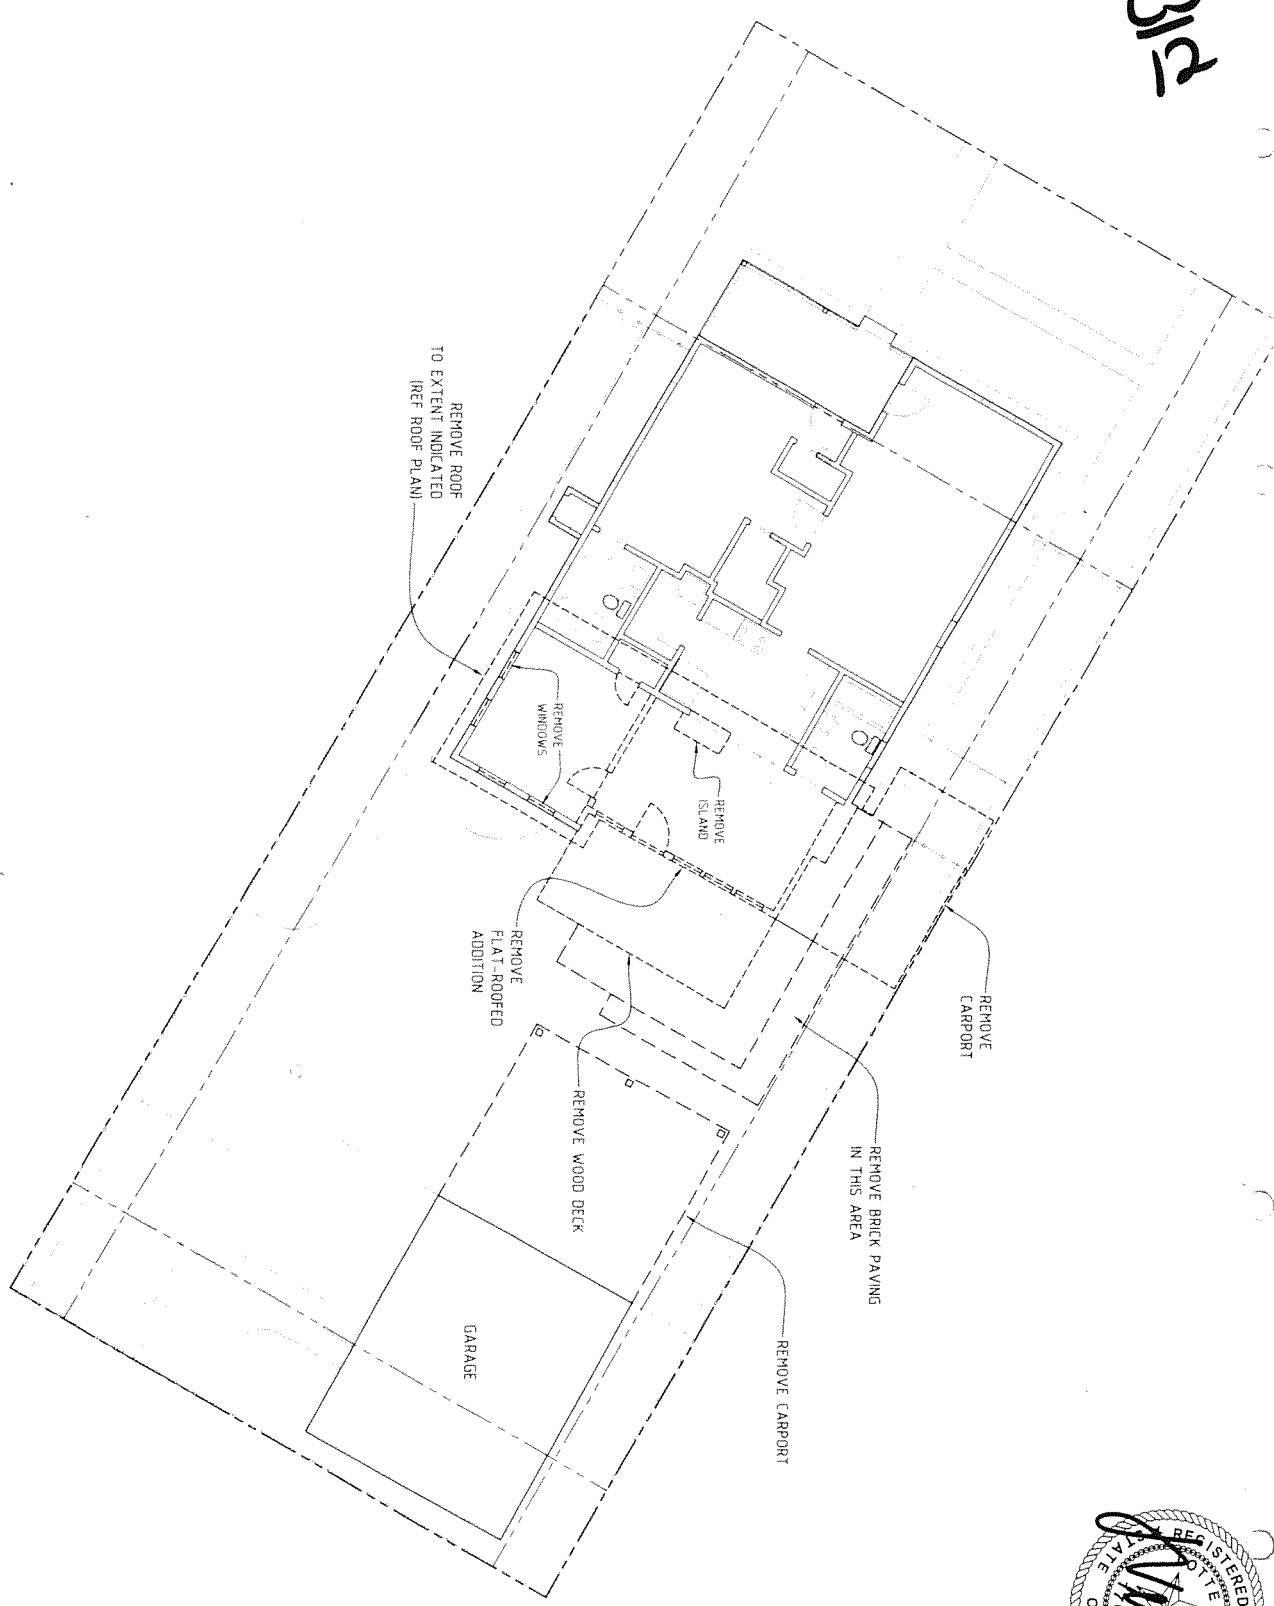 REMOVE
CARPORT
REMOVE BRICK PAVING
IN THIS AREA
REMOVE CARPORT
REMOVE
ISLAND
REMOVE
WINDOWS
REMOVE WOOD DECK
REMOVE
FLAT-ROOFED
ADDITION
REMOVE ROOF
TO EXTENT INDICATED
(REF ROOF PLAN)
GARAGE
REGISTERED
STATE